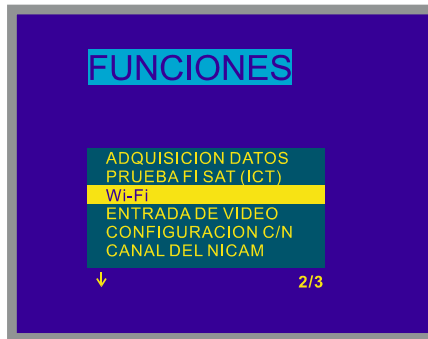 FUNCIONES
ADQUISICION DATOS
PRUEBA FI SAT (ICT)
Wi-Fi
ENTRADA DE VIDEO
CONFIGURACION C/N
CANAL DEL NICAM
↓ 2/3